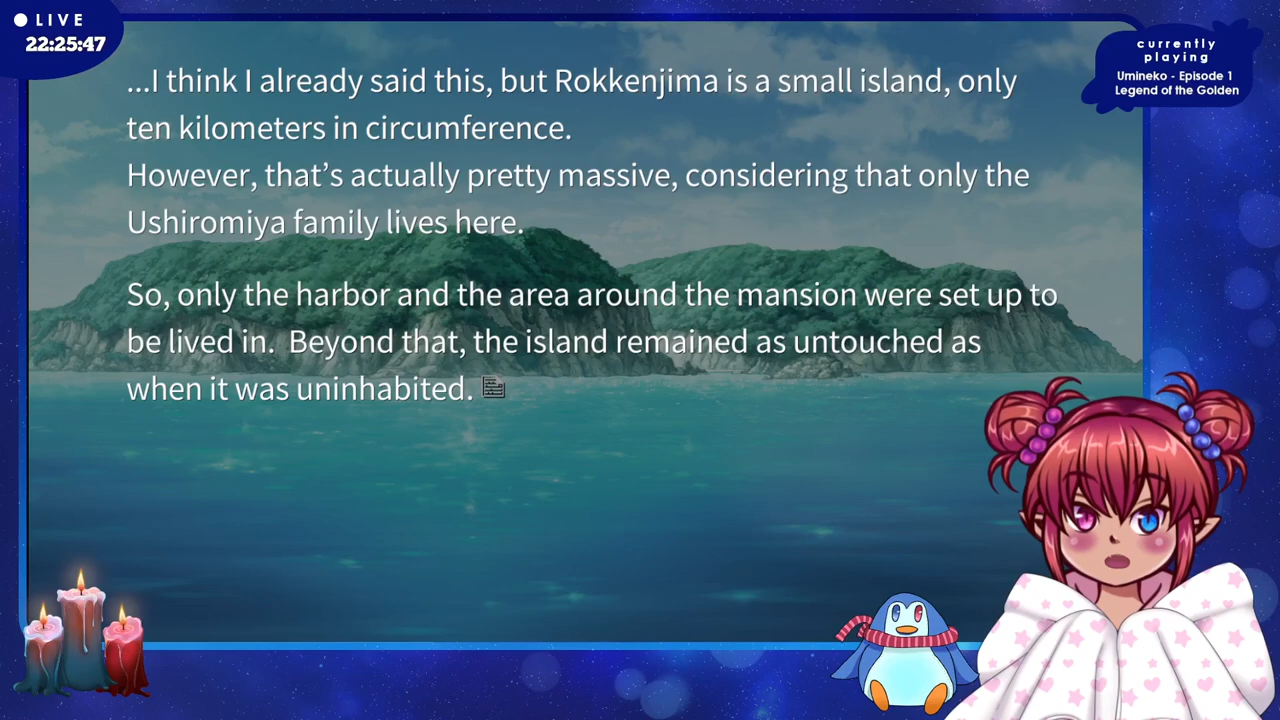 LIVE
22:25:47
currently
playing
Umineko - Episode 1
Legend of the Golden
...I think I already said this, but Rokkenjima is a small island, only
ten kilometers in circumference.
However, that’s actually pretty massive, considering that only the
Ushiromiya family lives here.
So, only the harbor and the area around the mansion were set up to
be lived in.  Beyond that, the island remained as untouched as
when it was uninhabited.